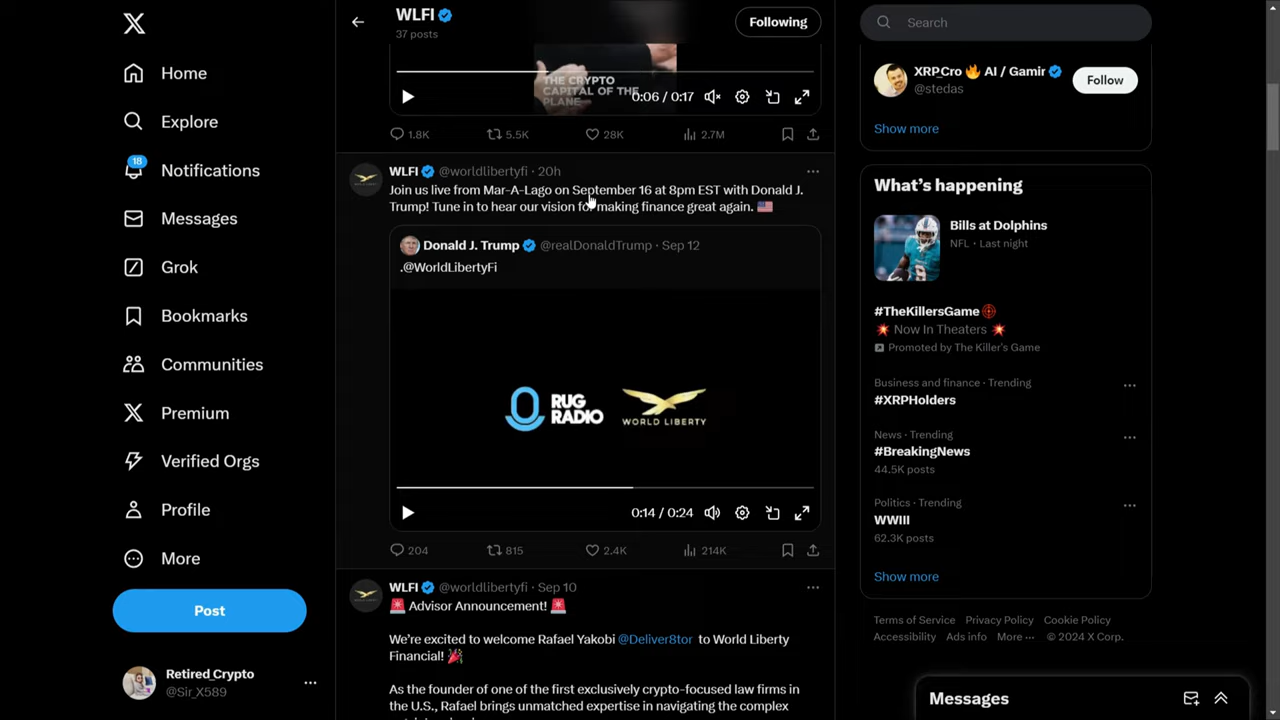 WLFI
37 posts
Following
THE CRYPTO
CAPITAL OF THE
PLANE
0:06 / 0:17
1.8K
5.5K
28K
2.7M
WLFI @worldlibertyfi · 20h
Join us live from Mar-A-Lago on September 16 at 8pm EST with Donald J.
Trump! Tune in to hear our vision for making finance great again. 🇺🇸
Donald J. Trump @realDonaldTrump · Sep 12
.@WorldLibertyFi
RUG
RADIO
WORLD LIBERTY
0:14 / 0:24
204
815
2.4K
214K
WLFI @worldlibertyfi · Sep 10
🚨 Advisor Announcement! 🚨
We're excited to welcome Rafael Yakobi @Deliver8tor to World Liberty
Financial! 🎉
As the founder of one of the first exclusively crypto-focused law firms in
the U.S., Rafael brings unmatched expertise in navigating the complex
Home
Explore
18
Notifications
Messages
Grok
Bookmarks
Communities
Premium
Verified Orgs
Profile
More
Post
Retired_Crypto
@Sir_X589
Search
XRP_Cro 🔥 AI / Gamir
@stedas
Follow
Show more
What's happening
Bills at Dolphins
NFL · Last night
#TheKillersGame
💥 Now In Theaters 💥
Promoted by The Killer's Game
Business and finance · Trending
#XRPHolders
News · Trending
#BreakingNews
44.5K posts
Politics · Trending
WWIII
62.3K posts
Show more
Terms of Service Privacy Policy Cookie Policy
Accessibility Ads info More ··· © 2024 X Corp.
Messages